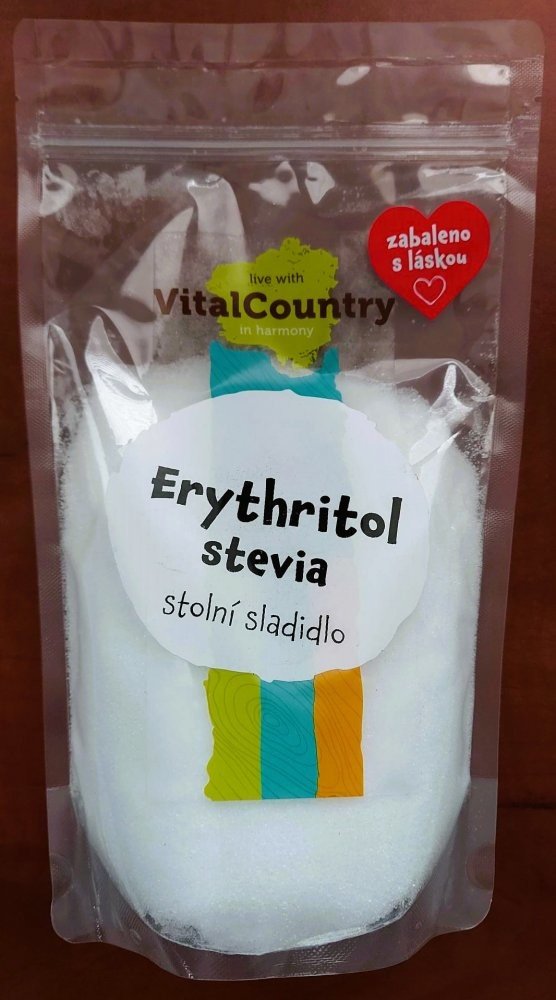 zabaleno
s láskou
live with
VitalCountry
in harmony
Erythritol
stevia
stolní sladidlo